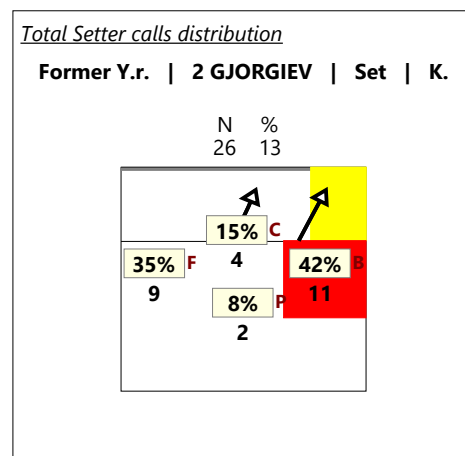 Total Setter calls distribution
Former Y.r. | 2 GJORGIEV | Set | K.
N %
26 13
15% C
4
35% F
9
42% B
11
8% P
2